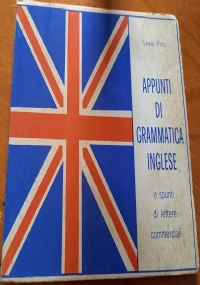 APPUNTI
DI
GRAMMATICA
INGLESE
e spunti
di lettere
commerciali